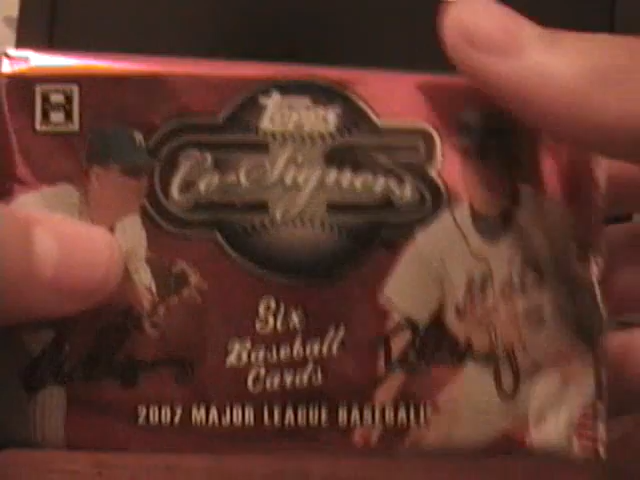 Topps
Co-Signers
Six
Baseball
Cards
2007 MAJOR LEAGUE BASEBALL